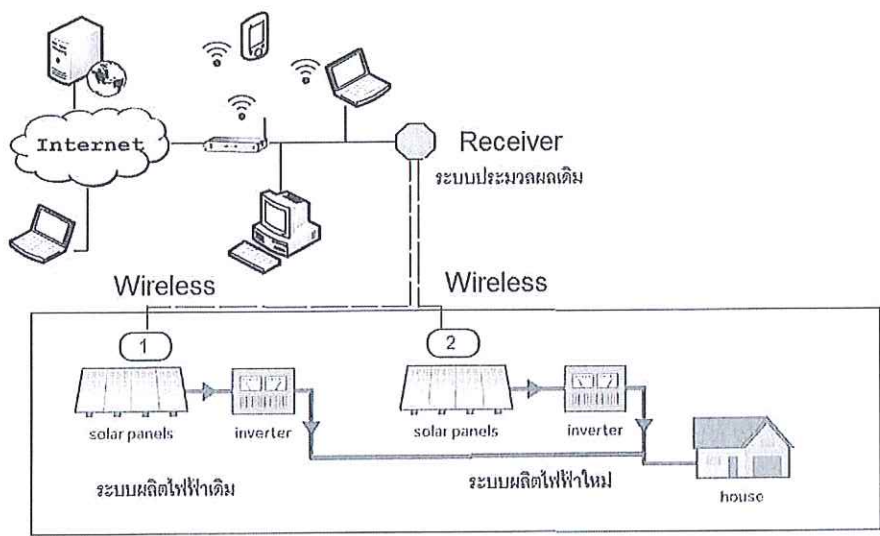 Internet
Receiver
ระบบประมวลผลเดิม
Wireless
Wireless
1
2
solar panels
inverter
solar panels
inverter
ระบบผลิตไฟฟ้าเดิม
ระบบผลิตไฟฟ้าใหม่
house